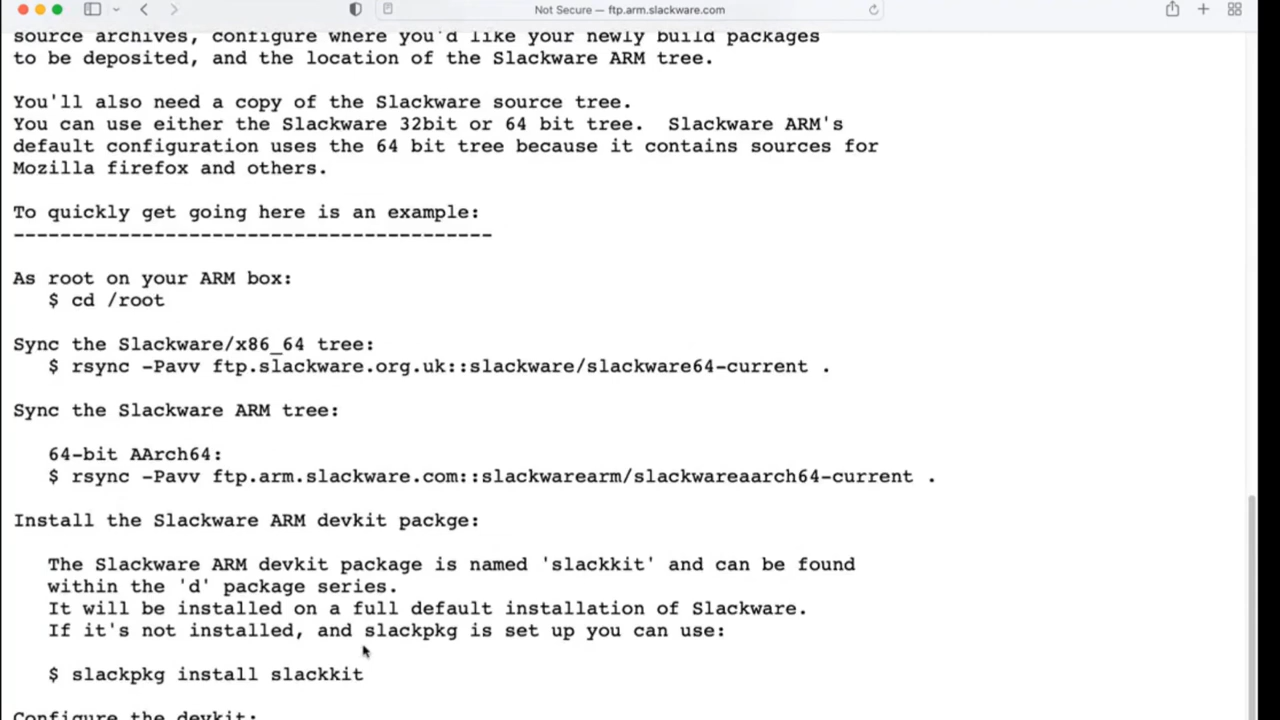 Not Secure — ftp.arm.slackware.com
source archives, configure where you'd like your newly build packages
to be deposited, and the location of the Slackware ARM tree.
You'll also need a copy of the Slackware source tree.
You can use either the Slackware 32bit or 64 bit tree.  Slackware ARM's
default configuration uses the 64 bit tree because it contains sources for
Mozilla firefox and others.
To quickly get going here is an example:
-----------------------------------------
As root on your ARM box:
$ cd /root
Sync the Slackware/x86_64 tree:
$ rsync -Pavv ftp.slackware.org.uk::slackware/slackware64-current .
Sync the Slackware ARM tree:
64-bit AArch64:
$ rsync -Pavv ftp.arm.slackware.com::slackwarearm/slackwareaarch64-current .
Install the Slackware ARM devkit packge:
The Slackware ARM devkit package is named 'slackkit' and can be found
within the 'd' package series.
It will be installed on a full default installation of Slackware.
If it's not installed, and slackpkg is set up you can use:
$ slackpkg install slackkit
Configure the devkit: